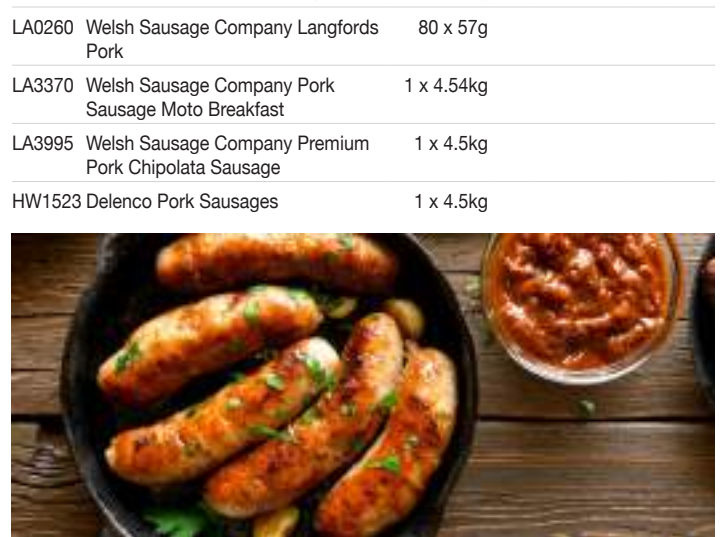 LA0260 Welsh Sausage Company Langfords 80 x 57g
Pork
LA3370 Welsh Sausage Company Pork 1 x 4.54kg
Sausage Moto Breakfast
LA3995 Welsh Sausage Company Premium 1 x 4.5kg
Pork Chipolata Sausage
HW1523 Delenco Pork Sausages 1 x 4.5kg